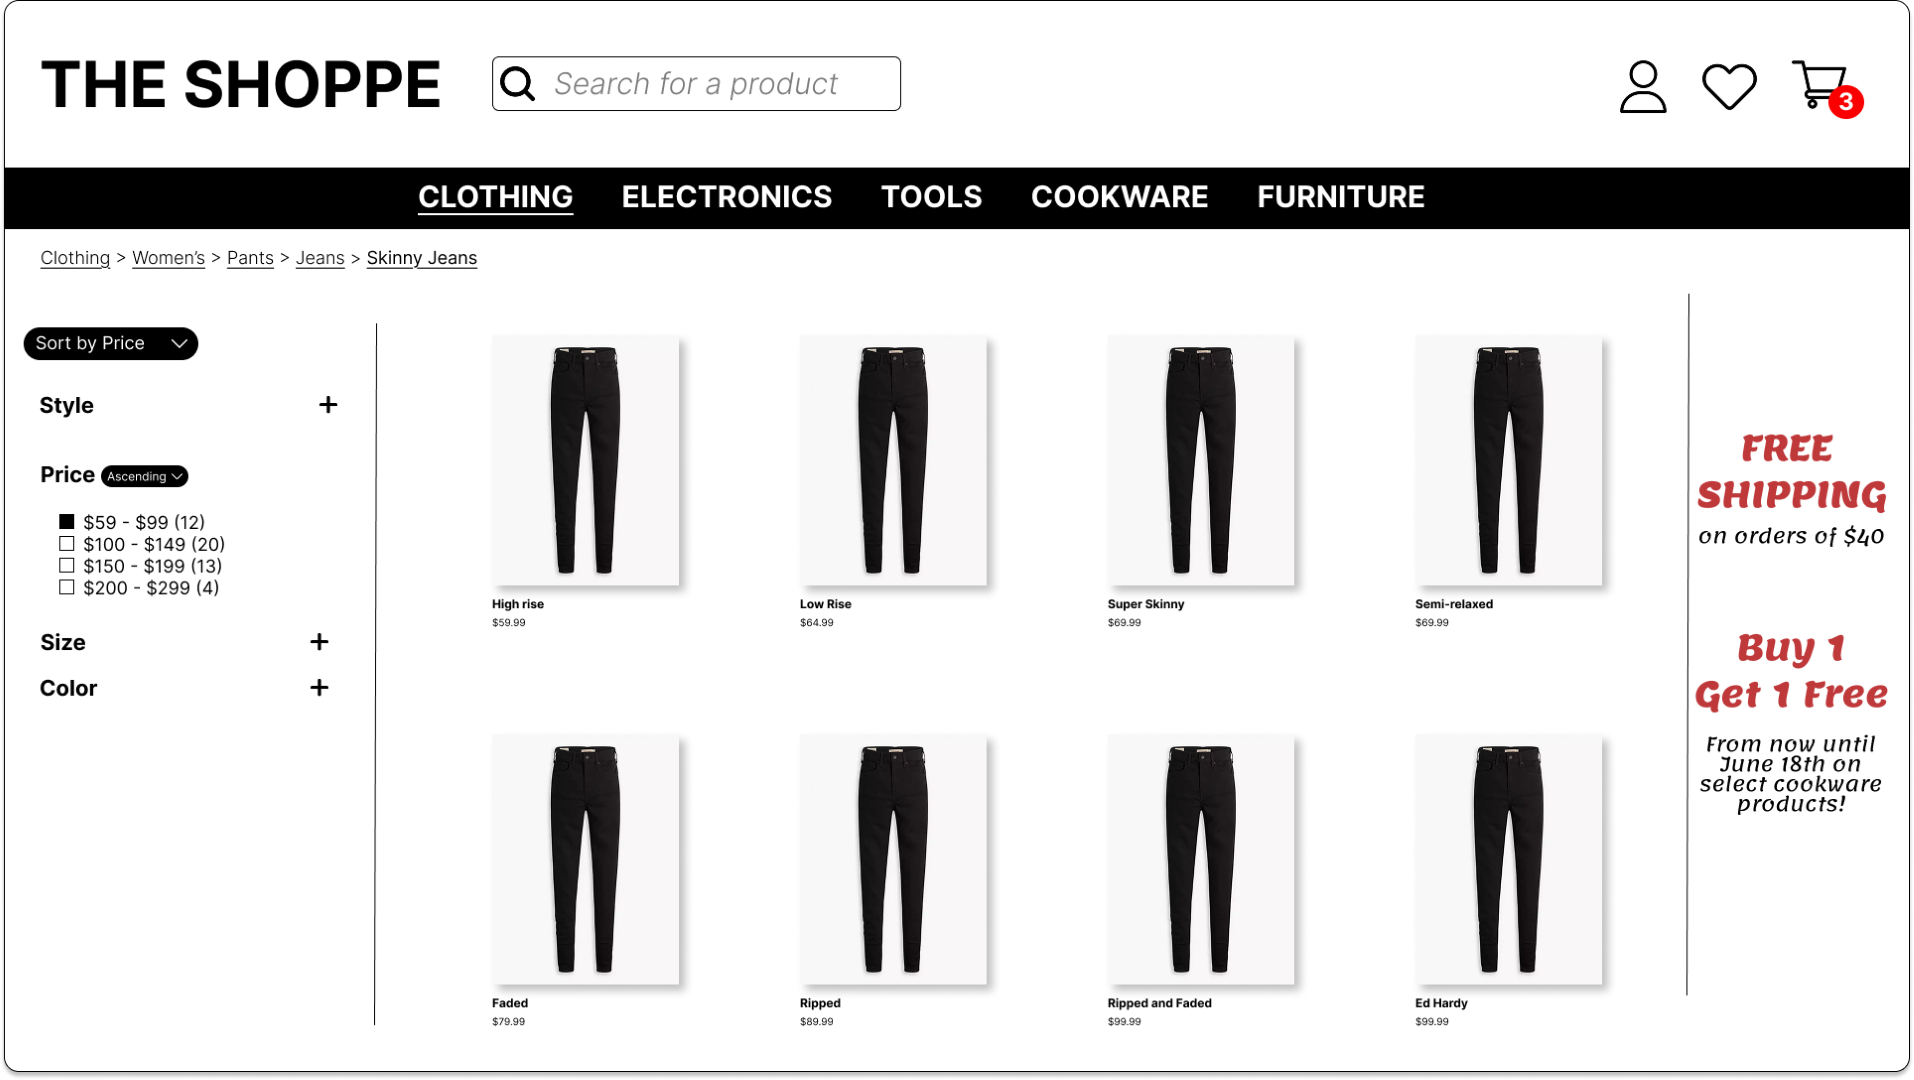 THE SHOPPE
Search for a product
3
CLOTHING ELECTRONICS TOOLS COOKWARE FURNITURE
Clothing > Women’s > Pants > Jeans > Skinny Jeans
Sort by Price
Style +
Price Ascending
$59 - $99 (12)
$100 - $149 (20)
$150 - $199 (13)
$200 - $299 (4)
Size +
Color +
High rise
$59.99
Low Rise
$64.99
Super Skinny
$69.99
Semi-relaxed
$69.99
Faded
$79.99
Ripped
$89.99
Ripped and Faded
$99.99
Ed Hardy
$99.99
FREE
SHIPPING
on orders of $40
Buy 1
Get 1 Free
From now until
June 18th on
select cookware
products!